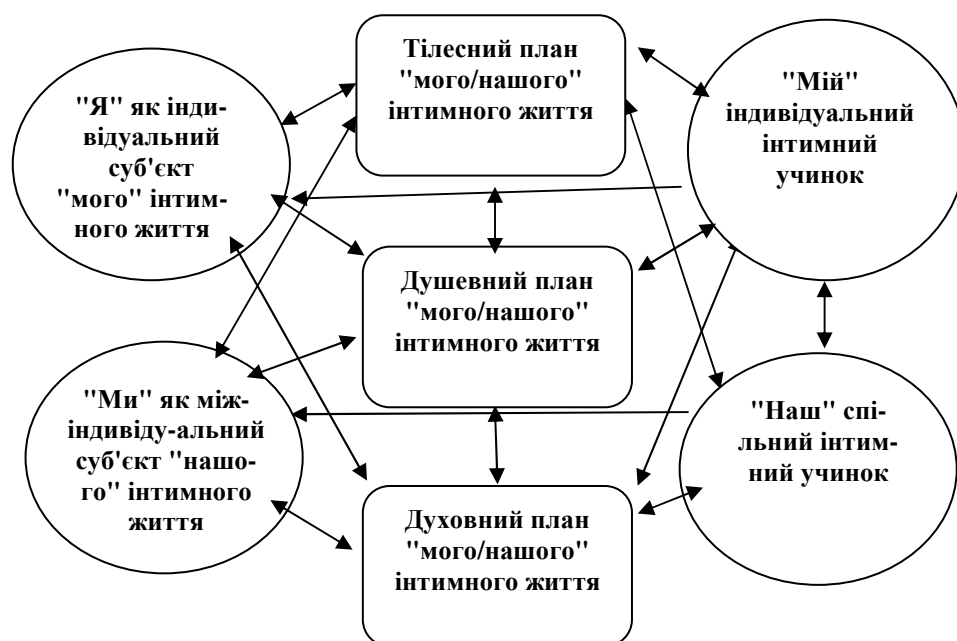 "Я" як інди-
відуальний
суб'єкт
"мого" інтим-
ного життя
Тілесний план
"мого/нашого"
інтимного життя
"Мій"
індивідуальний
інтимний
учинок
Душевний план
"мого/нашого"
інтимного життя
"Ми" як між-
індивіду-альний
суб'єкт "нашо-
го" інтимного
життя
"Наш" спі-
льний інтим-
ний учинок
Духовний план
"мого/нашого"
інтимного життя